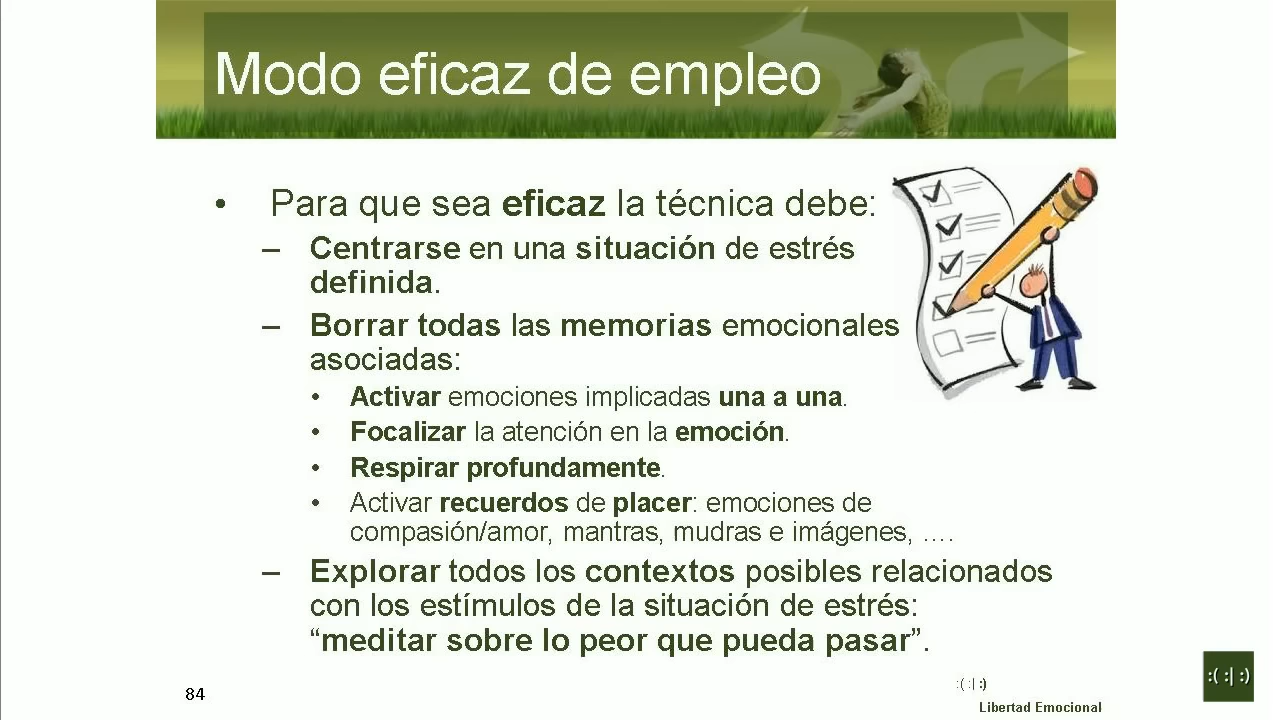 Modo eficaz de empleo
• Para que sea eficaz la técnica debe:
– Centrarse en una situación de estrés
definida.
– Borrar todas las memorias emocionales
asociadas:
• Activar emociones implicadas una a una.
• Focalizar la atención en la emoción.
• Respirar profundamente.
• Activar recuerdos de placer: emociones de
compasión/amor, mantras, mudras e imágenes, ….
– Explorar todos los contextos posibles relacionados
con los estímulos de la situación de estrés:
“meditar sobre lo peor que pueda pasar”.
84
:( :| :)
Libertad Emocional
:( :| :)